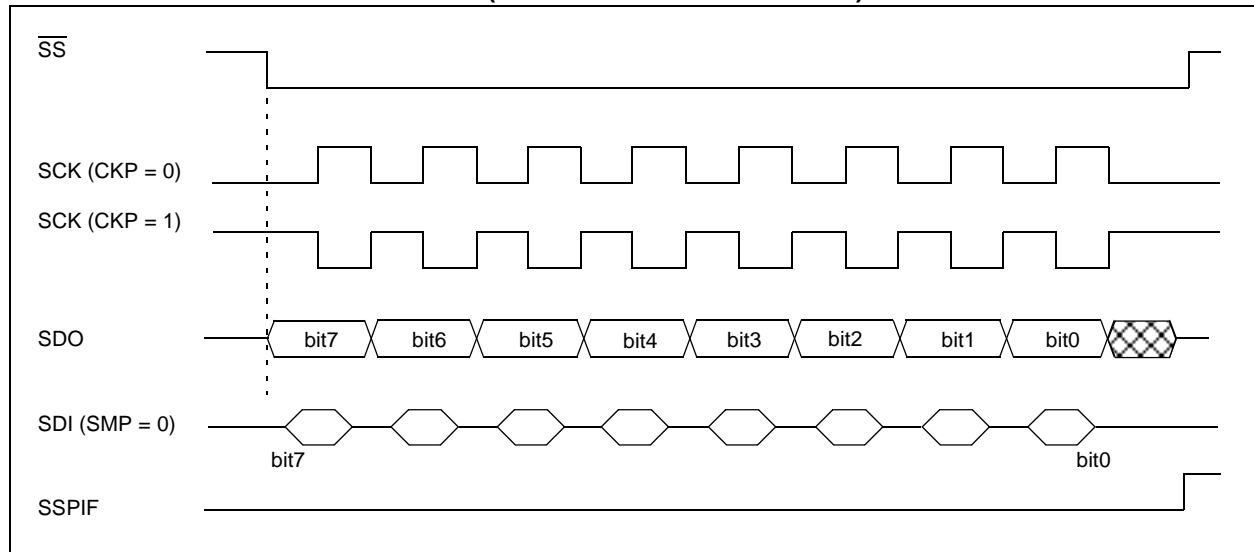 SS
SCK (CKP = 0)
SCK (CKP = 1)
SDO
bit7 bit6 bit5 bit4 bit3 bit2 bit1 bit0
SDI (SMP = 0)
bit7 bit0
SSPIF